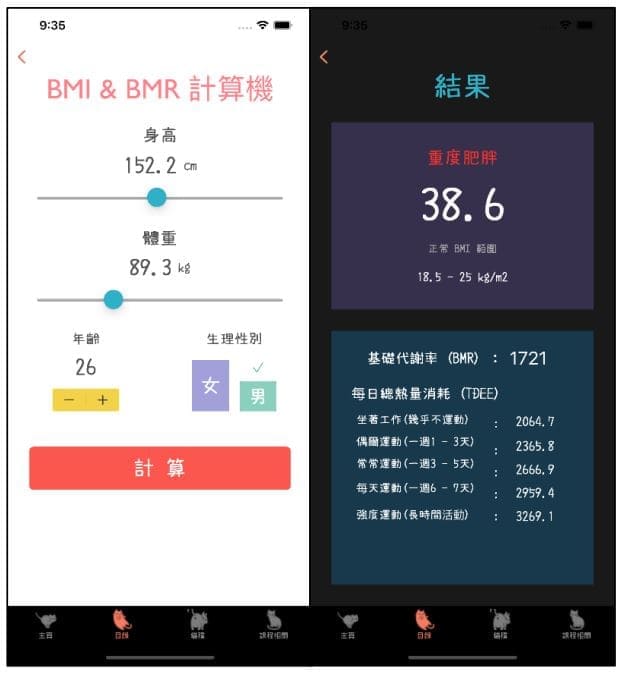 9:35
BMI & BMR 計算機
身高
152.2 cm
體重
89.3 kg
年齡
26
− +
生理性別
女
男
計 算
主頁
目錄
貓種
課程相關
9:35
結果
重度肥胖
38.6
正常 BMI 範圍
18.5 - 25 kg/m2
基礎代謝率 (BMR) : 1721
每日總熱量消耗 (TDEE)
坐著工作(幾乎不運動) : 2064.7
偶爾運動(一週1 - 3天) : 2365.8
常常運動(一週3 - 5天) : 2666.9
每天運動(一週6 - 7天) : 2959.4
強度運動(長時間活動) : 3269.1
主頁
目錄
貓種
課程相關